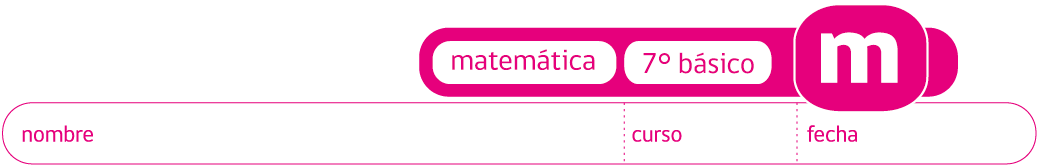 matemática 7° básico m
nombre curso fecha